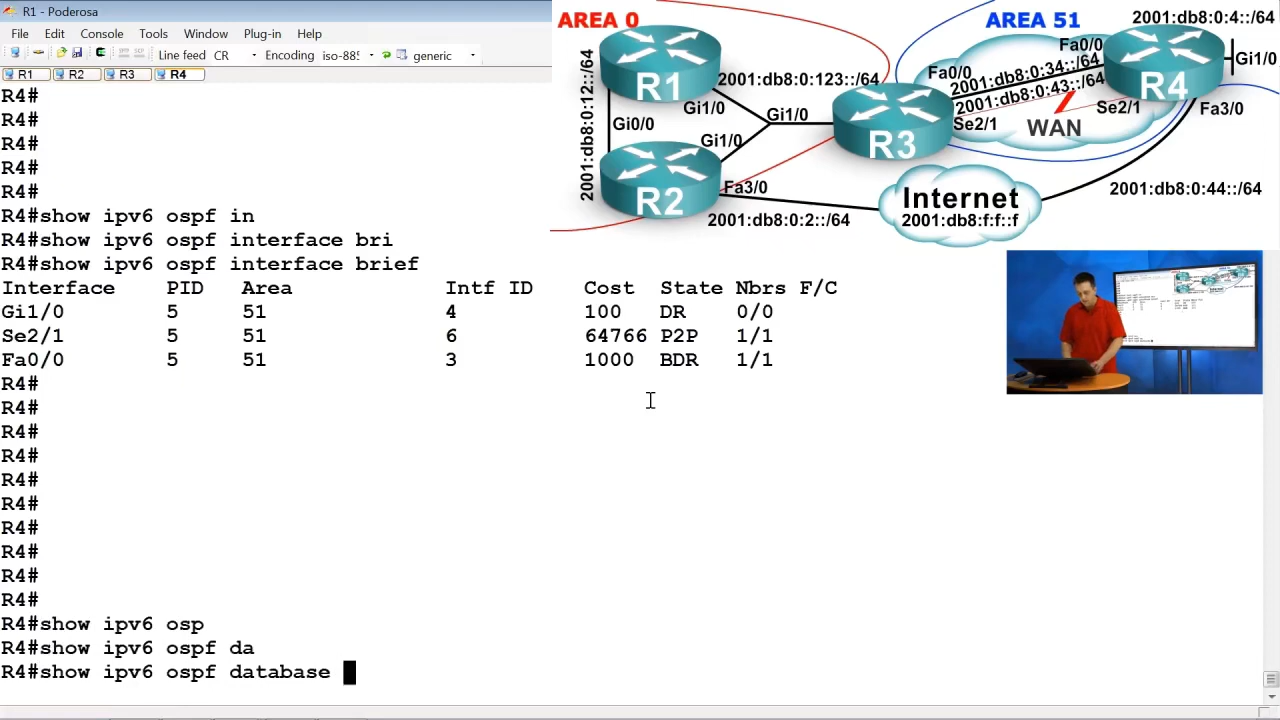 R1 - Poderosa
File Edit Console Tools Window Plug-in Help
Line feed CR Encoding iso-88: generic
R1 R2 R3 R4
R4#
R4#
R4#
R4#
R4#
R4#show ipv6 ospf in
R4#show ipv6 ospf interface bri
R4#show ipv6 ospf interface brief
Interface PID Area Intf ID Cost State Nbrs F/C
Gi1/0 5 51 4 100 DR 0/0
Se2/1 5 51 6 64766 P2P 1/1
Fa0/0 5 51 3 1000 BDR 1/1
R4#
R4#
R4#
R4#
R4#
R4#
R4#
R4#
R4#
R4#
R4#show ipv6 osp
R4#show ipv6 ospf da
R4#show ipv6 ospf database
AREA 0
AREA 51
2001:db8:0:4::/64
R1
2001:db8:0:123::/64
Gi1/0
2001:db8:0:12::/64
Gi0/0
Gi1/0
Gi1/0
R2
Fa3/0
2001:db8:0:2::/64
R3
Fa0/0
Fa0/0
2001:db8:0:34::/64
2001:db8:0:43::/64
Se2/1
Se2/1
WAN
R4
Gi1/0
Fa3/0
2001:db8:0:44::/64
Internet
2001:db8:f:f::f